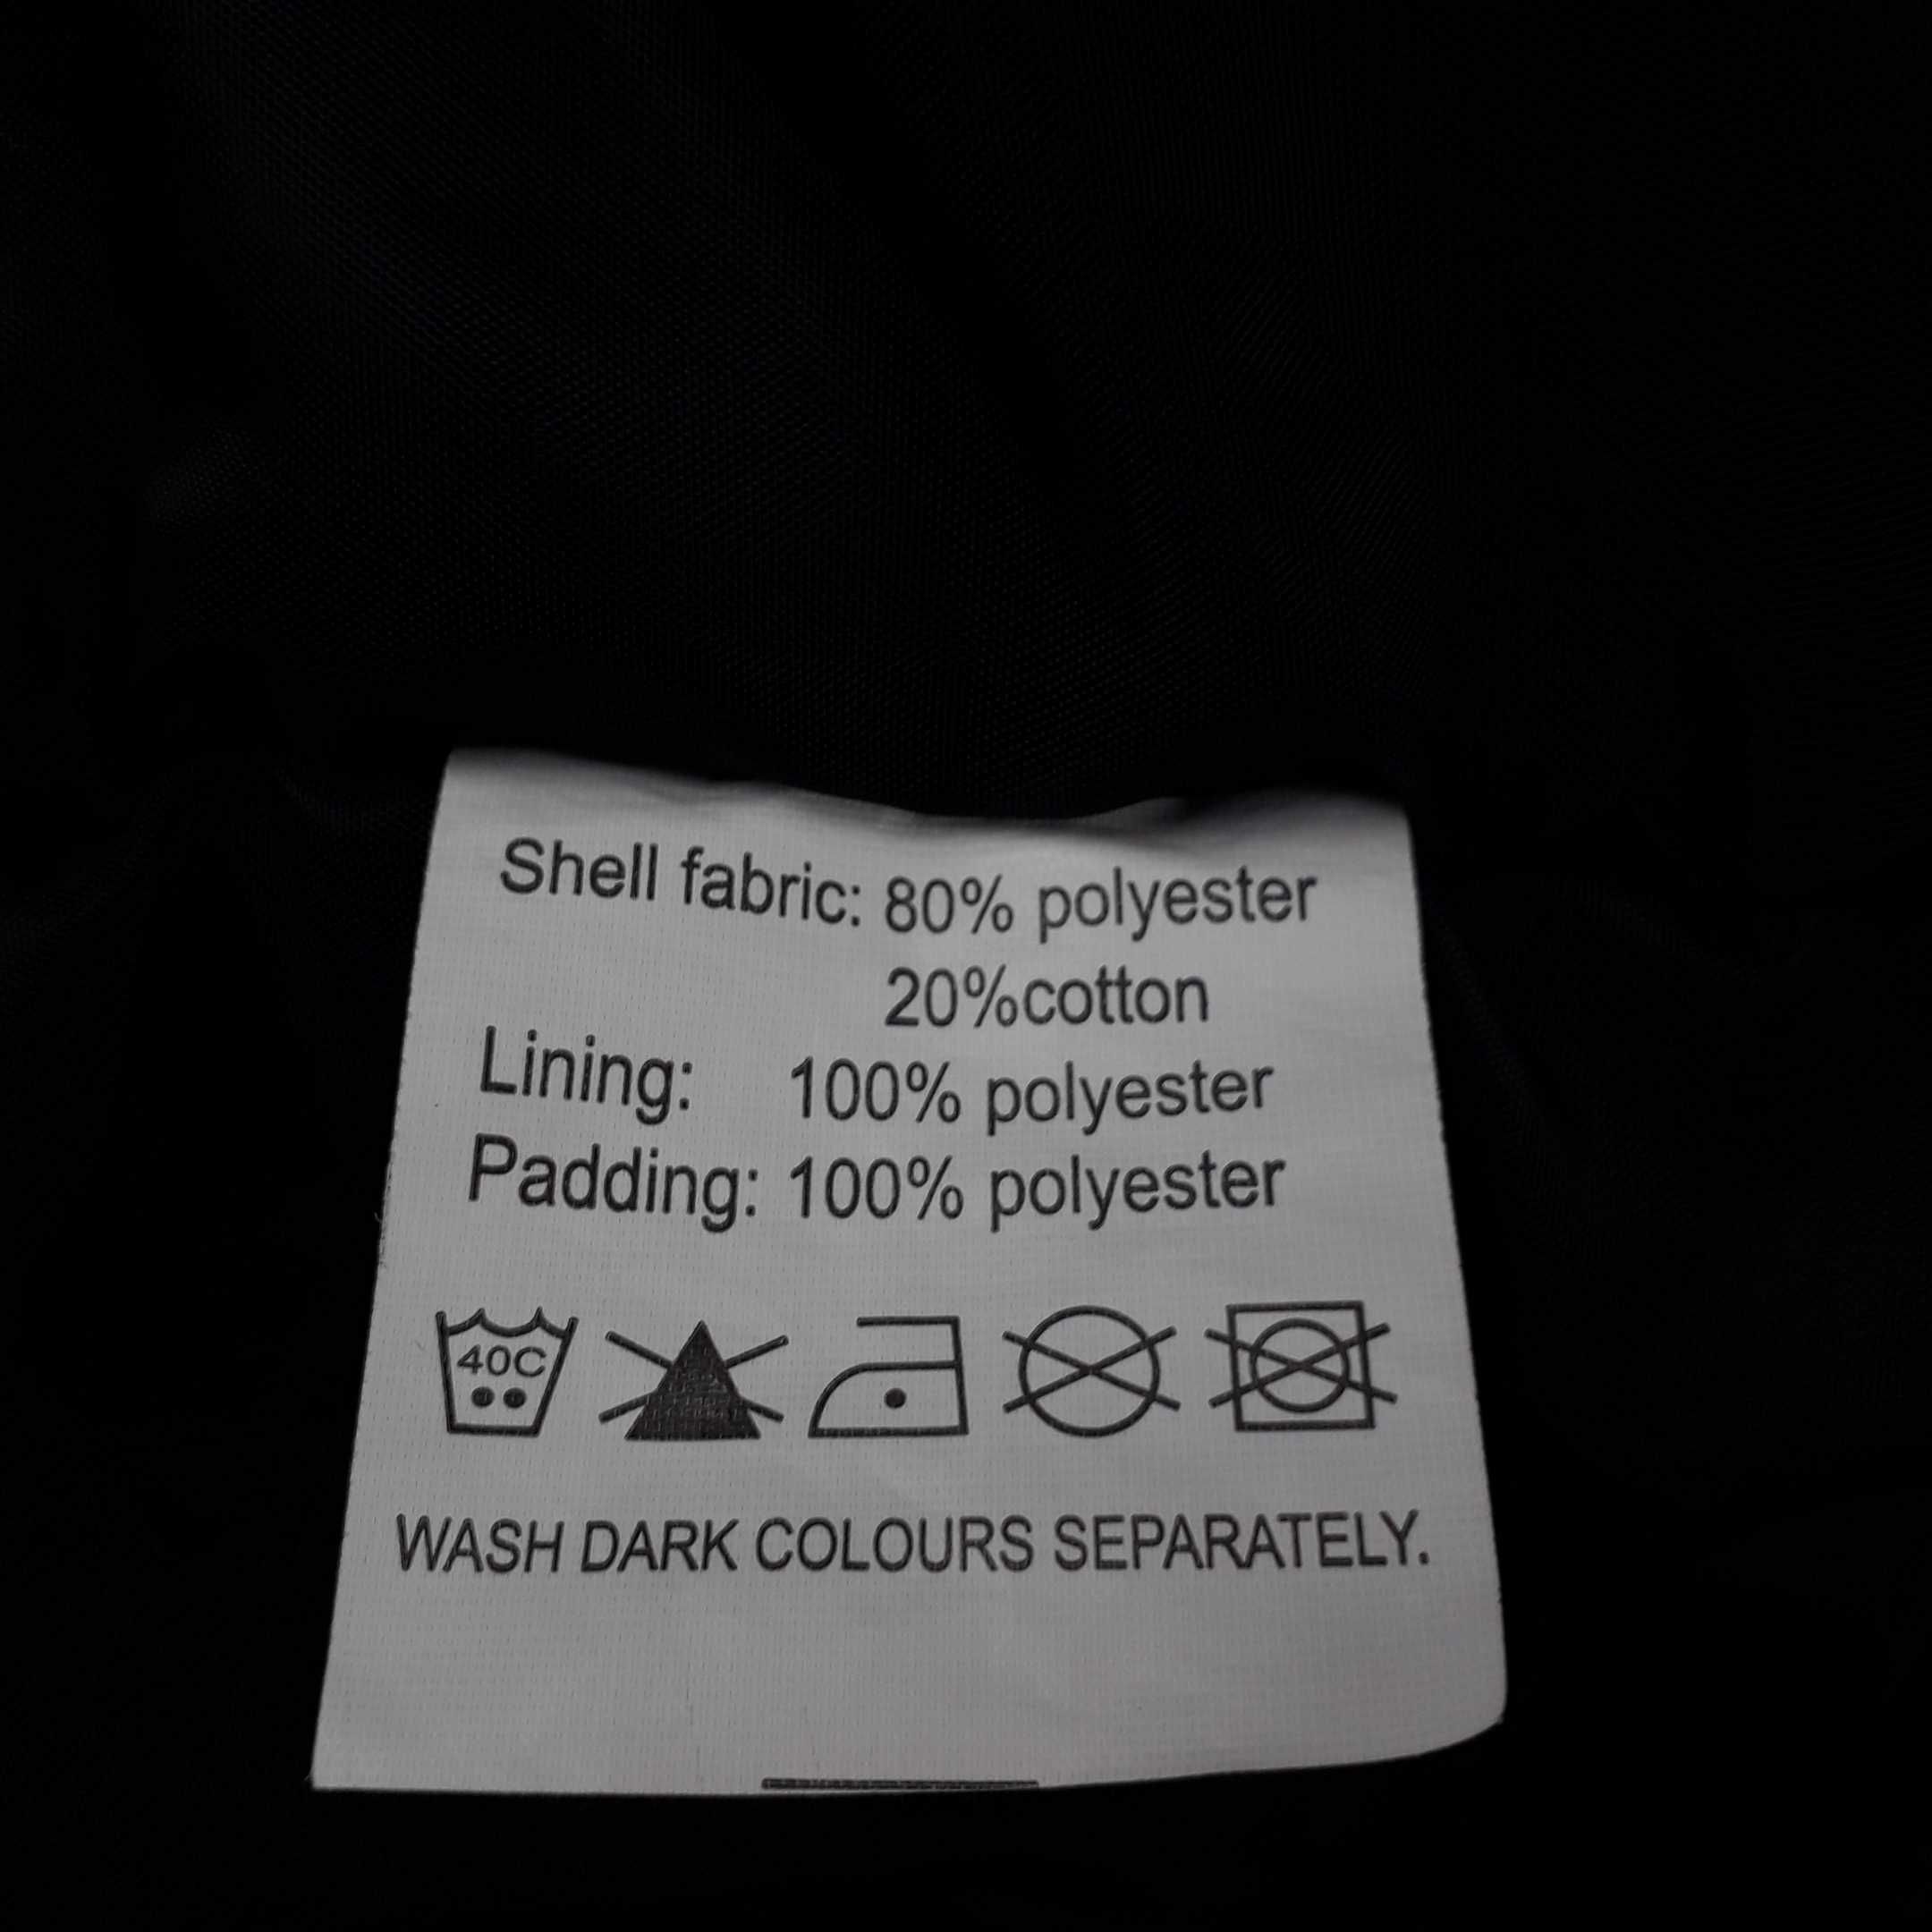 Shell fabric: 80% polyester
20%cotton
Lining: 100% polyester
Padding: 100% polyester
40C
WASH DARK COLOURS SEPARATELY.